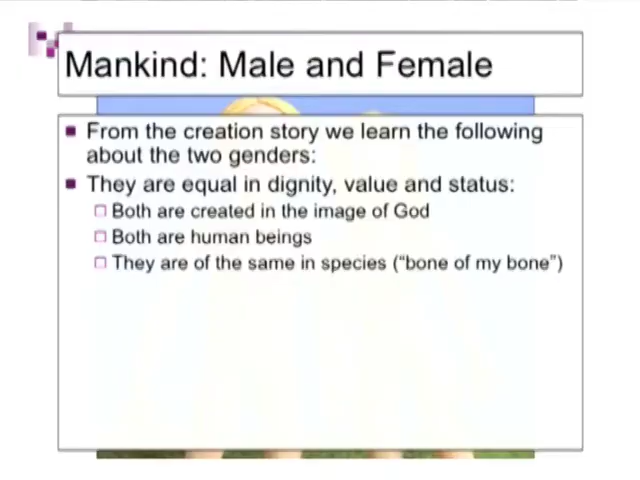 Mankind: Male and Female
From the creation story we learn the following
about the two genders:
They are equal in dignity, value and status:
Both are created in the image of God
Both are human beings
They are of the same in species (“bone of my bone”)